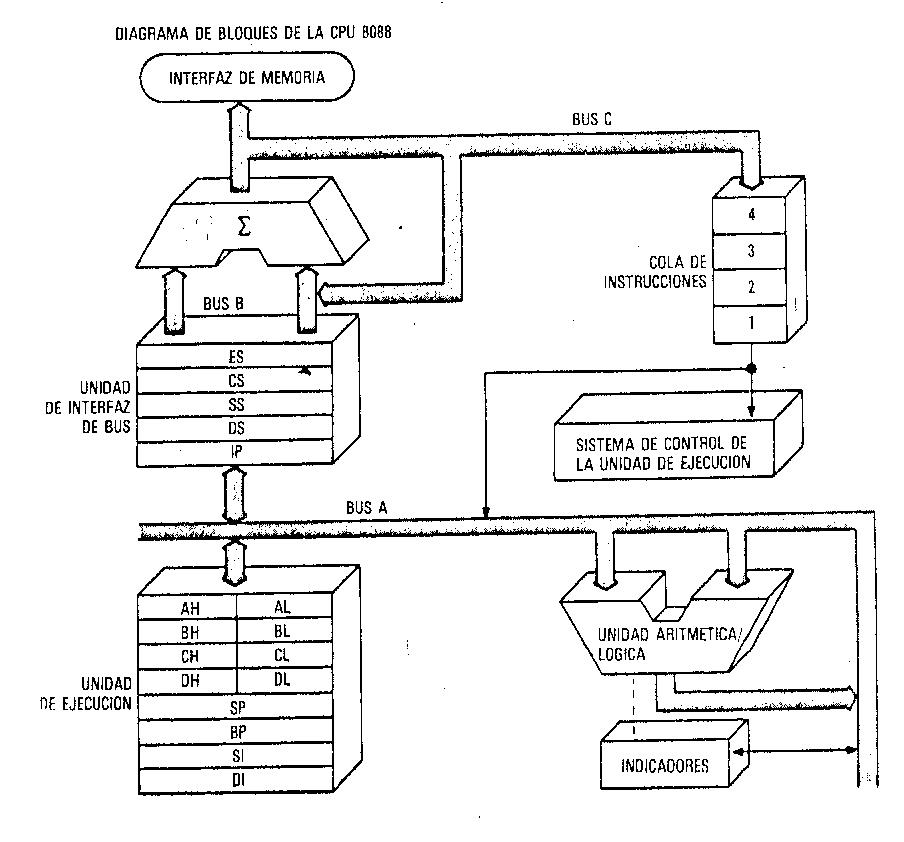 DIAGRAMA DE BLOQUES DE LA CPU 8088
INTERFAZ DE MEMORIA
BUS C
Σ
4
3
2
1
COLA DE
INSTRUCCIONES
BUS B
ES
CS
SS
DS
IP
UNIDAD
DE INTERFAZ
DE BUS
SISTEMA DE CONTROL DE
LA UNIDAD DE EJECUCION
BUS A
AH AL
BH BL
CH CL
DH DL
SP
BP
SI
DI
UNIDAD
DE EJECUCION
UNIDAD ARITMETICA/
LOGICA
INDICADORES